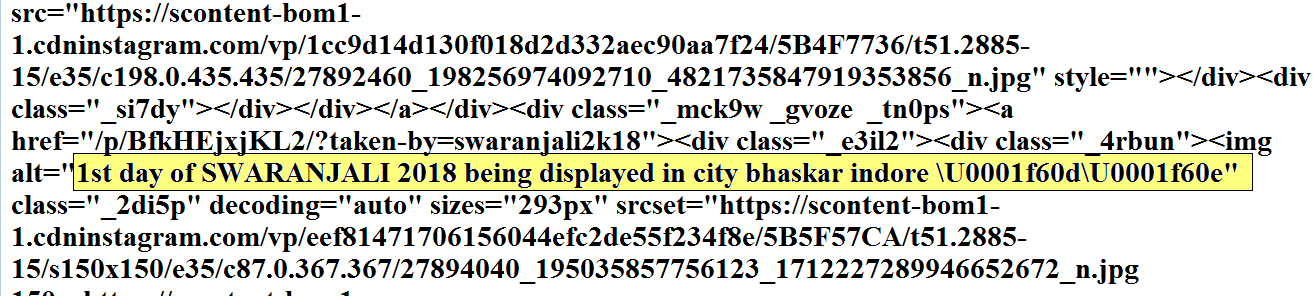 src="https://scontent-bom1-
1.cdninstagram.com/vp/1cc9d14d130f018d2d332aec90aa7f24/5B4F7736/t51.2885-
15/e35/c198.0.435.435/27892460_198256974092710_4821735847919353856_n.jpg" style=""></div><div
class="_si7dy"></div></div></a></div><div class="_mck9w _gvoze _tn0ps"><a
href="/p/BfkHEjxjKL2/?taken-by=swaranjali2k18"><div class="_e3il2"><div class="_4rbun"><img
alt="1st day of SWARANJALI 2018 being displayed in city bhaskar indore \U0001f60d\U0001f60e"
class="_2di5p" decoding="auto" sizes="293px" srcset="https://scontent-bom1-
1.cdninstagram.com/vp/eef81471706156044efc2de55f234f8e/5B5F57CA/t51.2885-
15/s150x150/e35/c87.0.367.367/27894040_195035857756123_1712227289946652672_n.jpg